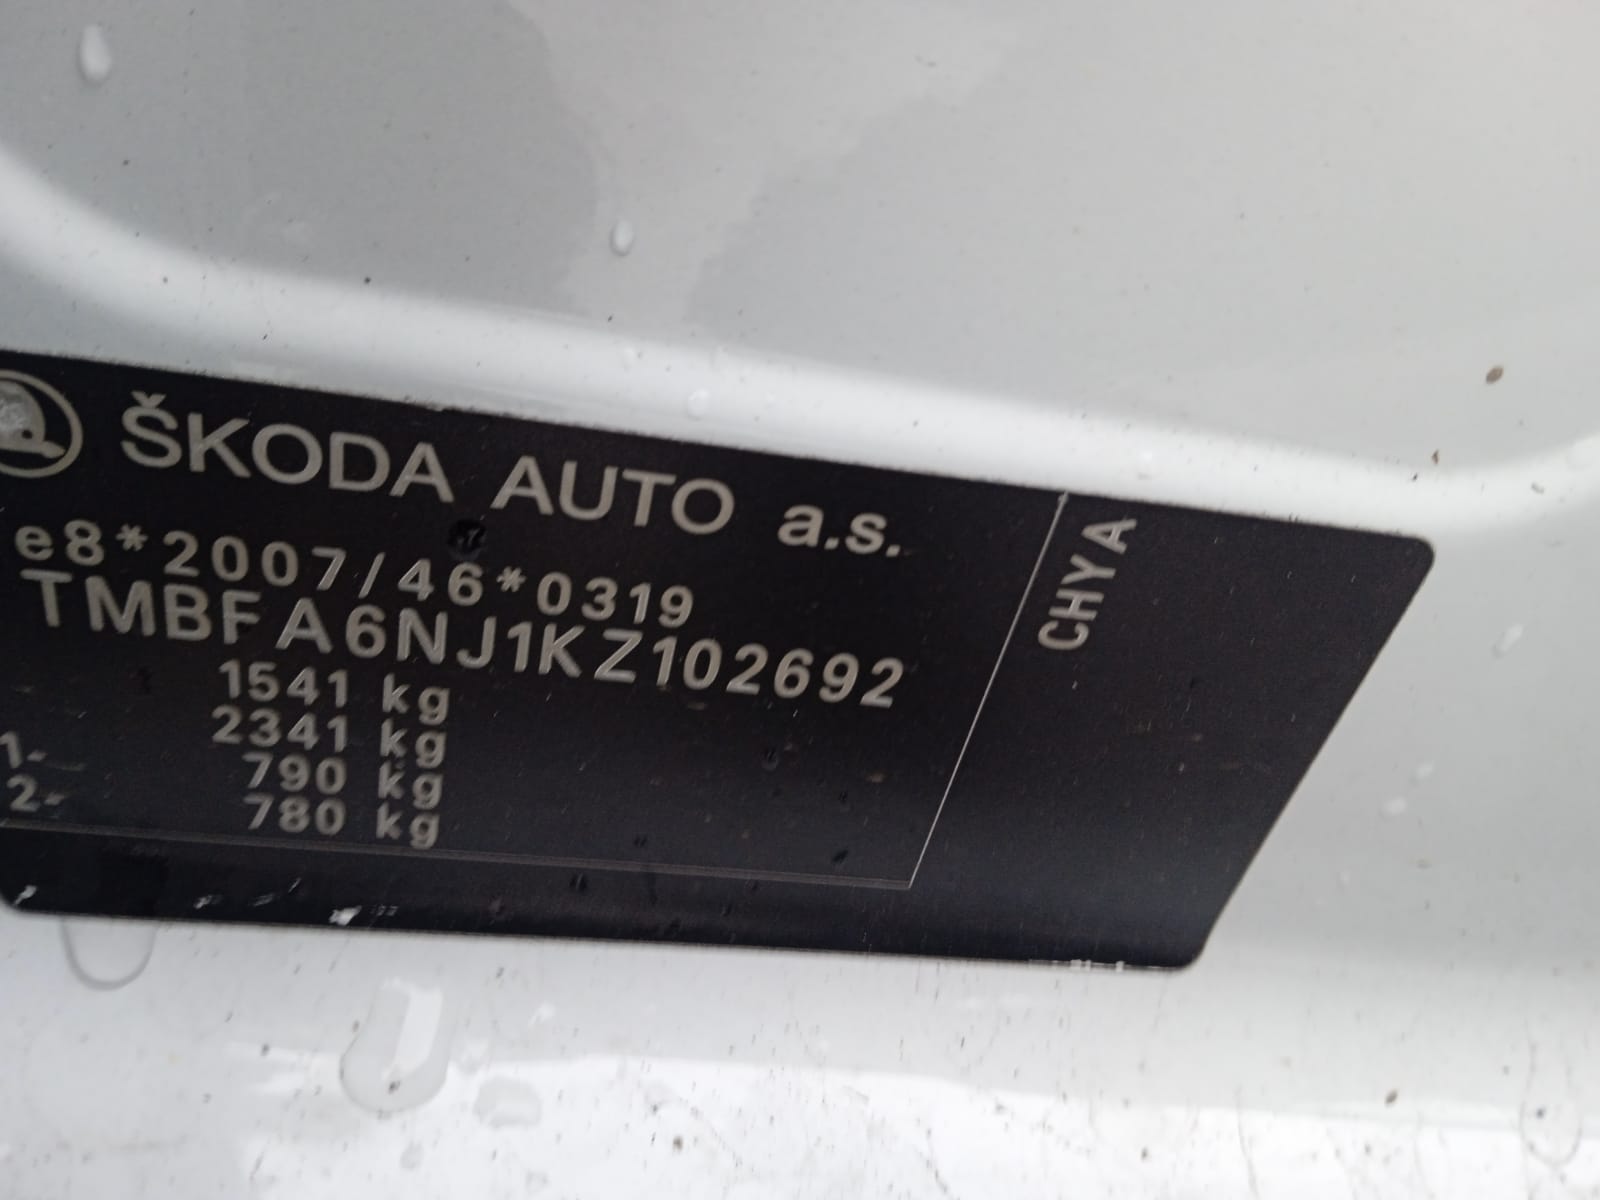 ŠKODA AUTO a.s.
e8*2007/46*0319
TMBFA6NJ1KZ102692
1541 kg
2341 kg
1- 790 kg
2- 780 kg
CHYA